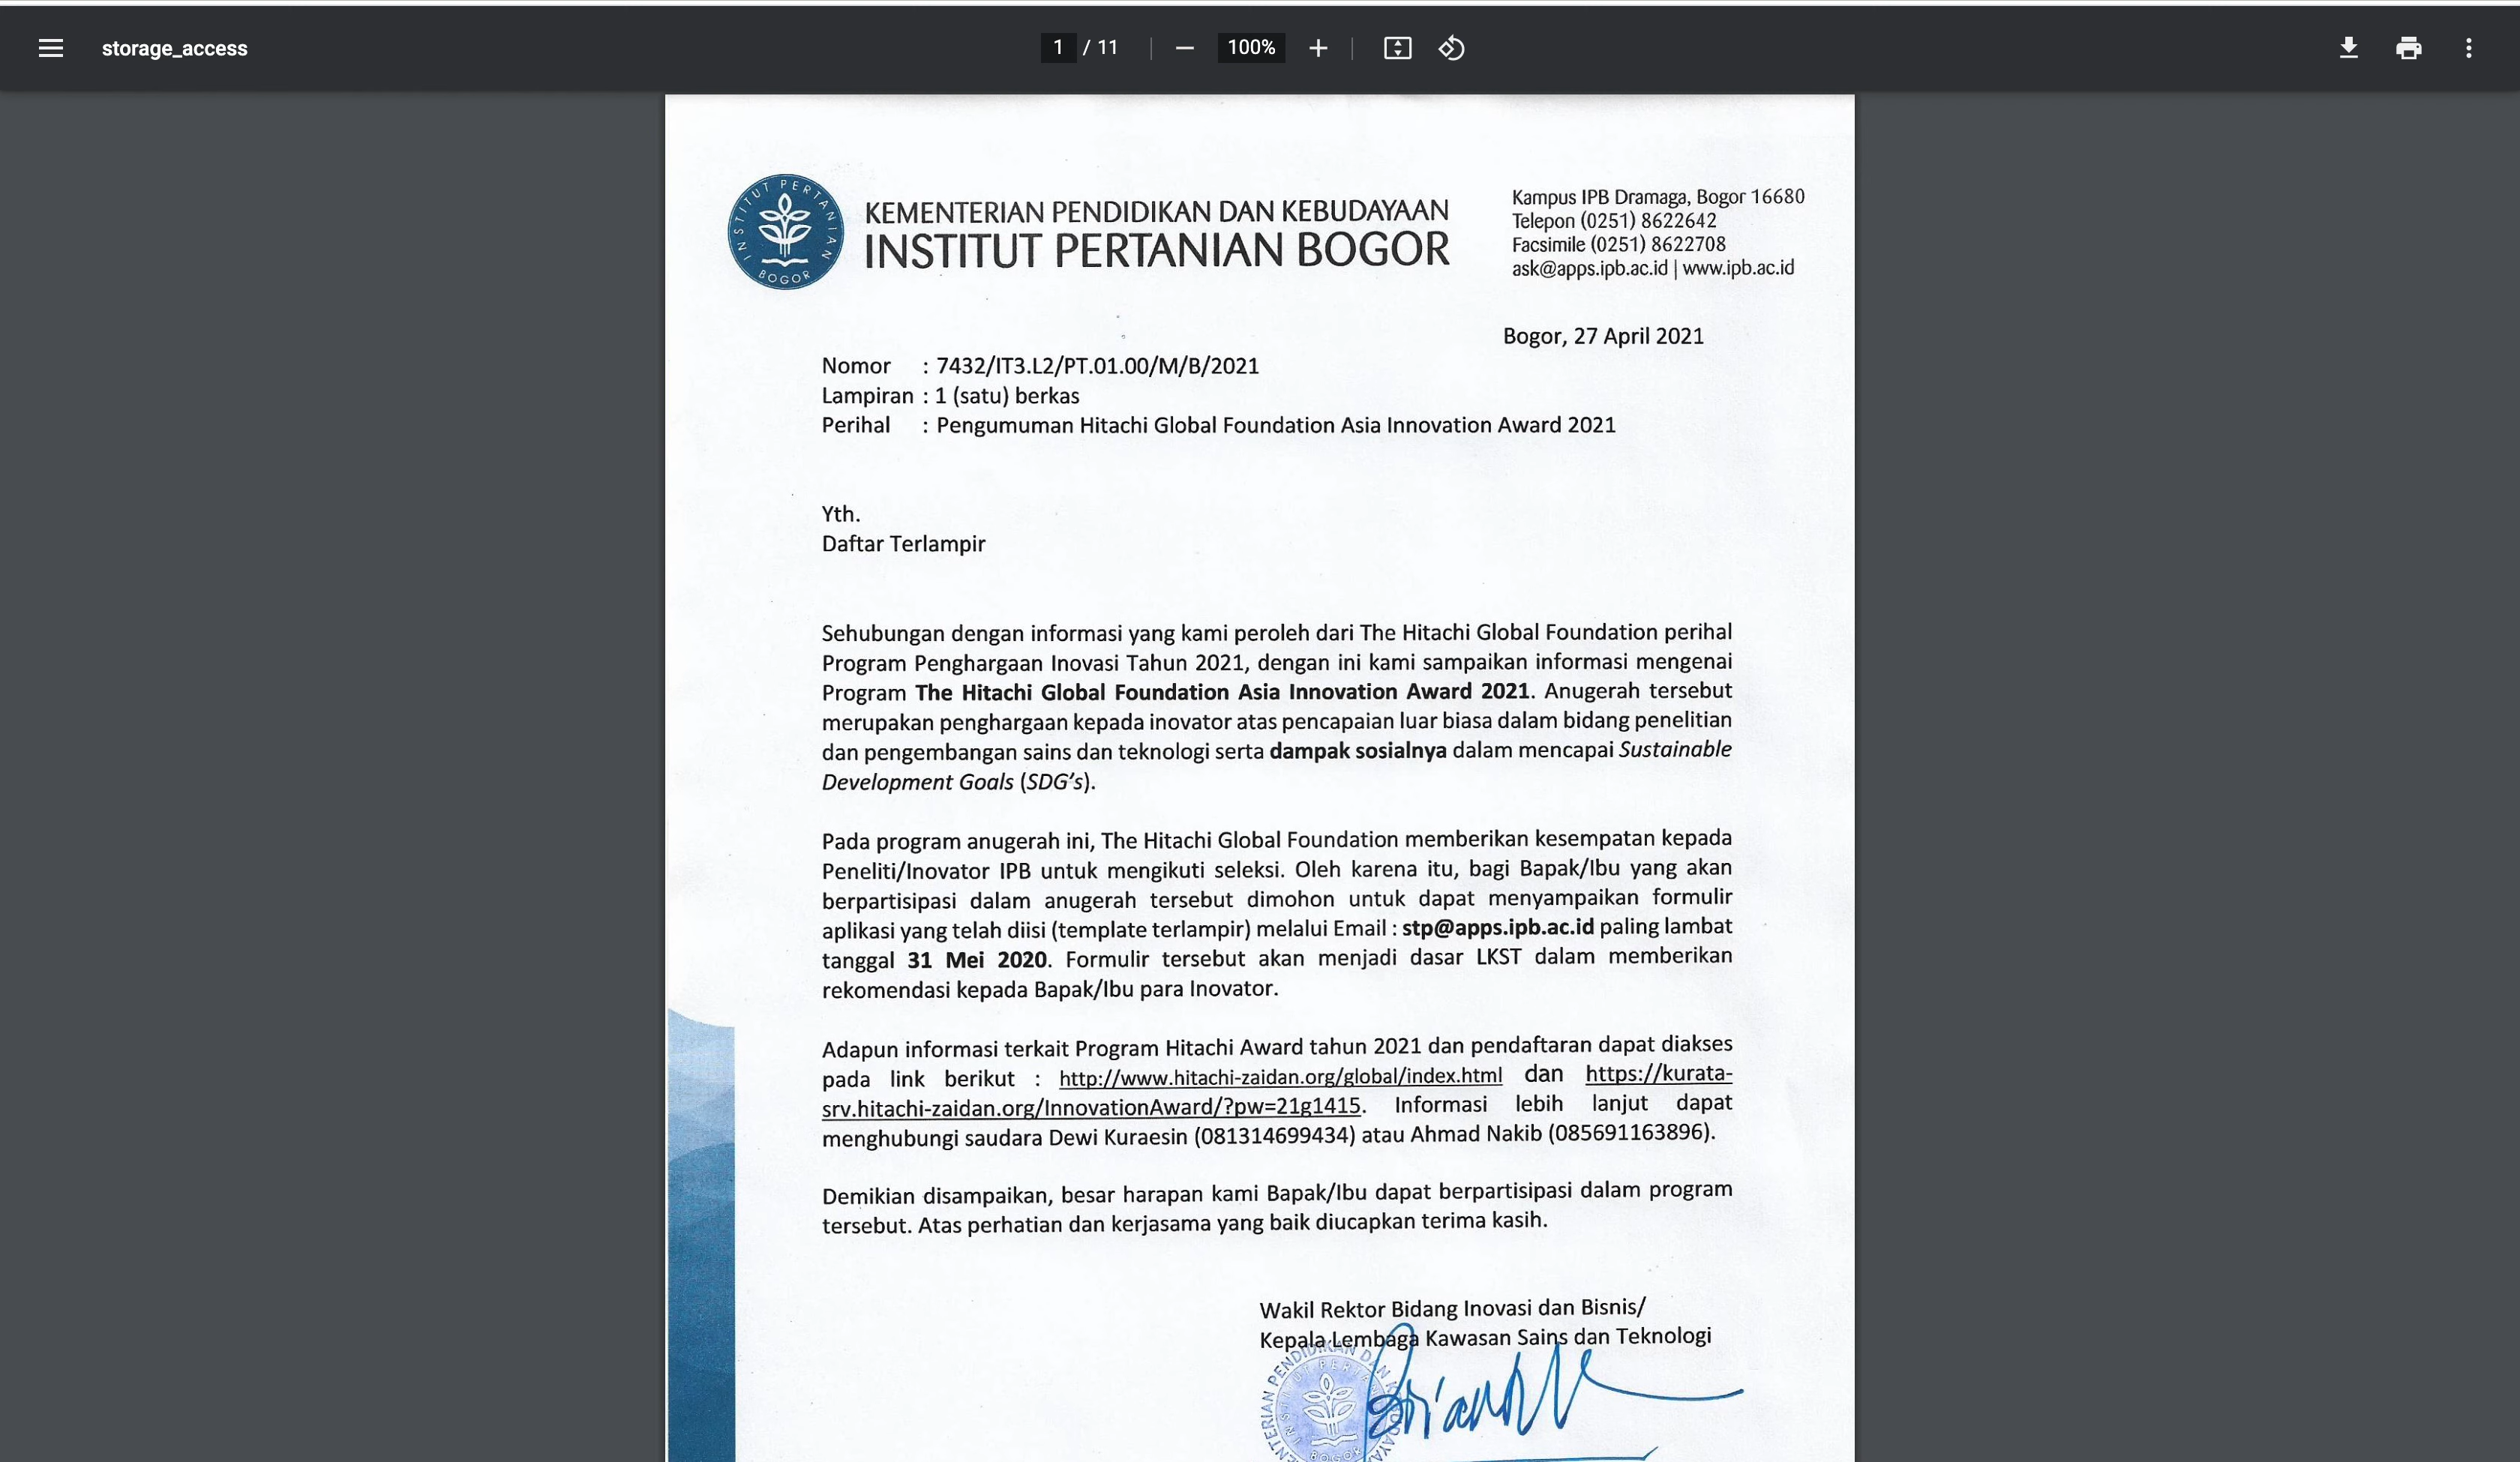 storage_access
1 / 11
100%
INSTITUT PERTANIAN
BOGOR
KEMENTERIAN PENDIDIKAN DAN KEBUDAYAAN
INSTITUT PERTANIAN BOGOR
Kampus IPB Dramaga, Bogor 16680
Telepon (0251) 8622642
Facsimile (0251) 8622708
ask@apps.ipb.ac.id | www.ipb.ac.id
Bogor, 27 April 2021
Nomor : 7432/IT3.L2/PT.01.00/M/B/2021
Lampiran : 1 (satu) berkas
Perihal : Pengumuman Hitachi Global Foundation Asia Innovation Award 2021
Yth.
Daftar Terlampir
Sehubungan dengan informasi yang kami peroleh dari The Hitachi Global Foundation perihal
Program Penghargaan Inovasi Tahun 2021, dengan ini kami sampaikan informasi mengenai
Program The Hitachi Global Foundation Asia Innovation Award 2021. Anugerah tersebut
merupakan penghargaan kepada inovator atas pencapaian luar biasa dalam bidang penelitian
dan pengembangan sains dan teknologi serta dampak sosialnya dalam mencapai Sustainable
Development Goals (SDG's).
Pada program anugerah ini, The Hitachi Global Foundation memberikan kesempatan kepada
Peneliti/Inovator IPB untuk mengikuti seleksi. Oleh karena itu, bagi Bapak/Ibu yang akan
berpartisipasi dalam anugerah tersebut dimohon untuk dapat menyampaikan formulir
aplikasi yang telah diisi (template terlampir) melalui Email : stp@apps.ipb.ac.id paling lambat
tanggal 31 Mei 2020. Formulir tersebut akan menjadi dasar LKST dalam memberikan
rekomendasi kepada Bapak/Ibu para Inovator.
Adapun informasi terkait Program Hitachi Award tahun 2021 dan pendaftaran dapat diakses
pada link berikut : http://www.hitachi-zaidan.org/global/index.html dan https://kurata-
srv.hitachi-zaidan.org/InnovationAward/?pw=21g1415. Informasi lebih lanjut dapat
menghubungi saudara Dewi Kuraesin (081314699434) atau Ahmad Nakib (085691163896).
Demikian disampaikan, besar harapan kami Bapak/Ibu dapat berpartisipasi dalam program
tersebut. Atas perhatian dan kerjasama yang baik diucapkan terima kasih.
Wakil Rektor Bidang Inovasi dan Bisnis/
Kepala Lembaga Kawasan Sains dan Teknologi